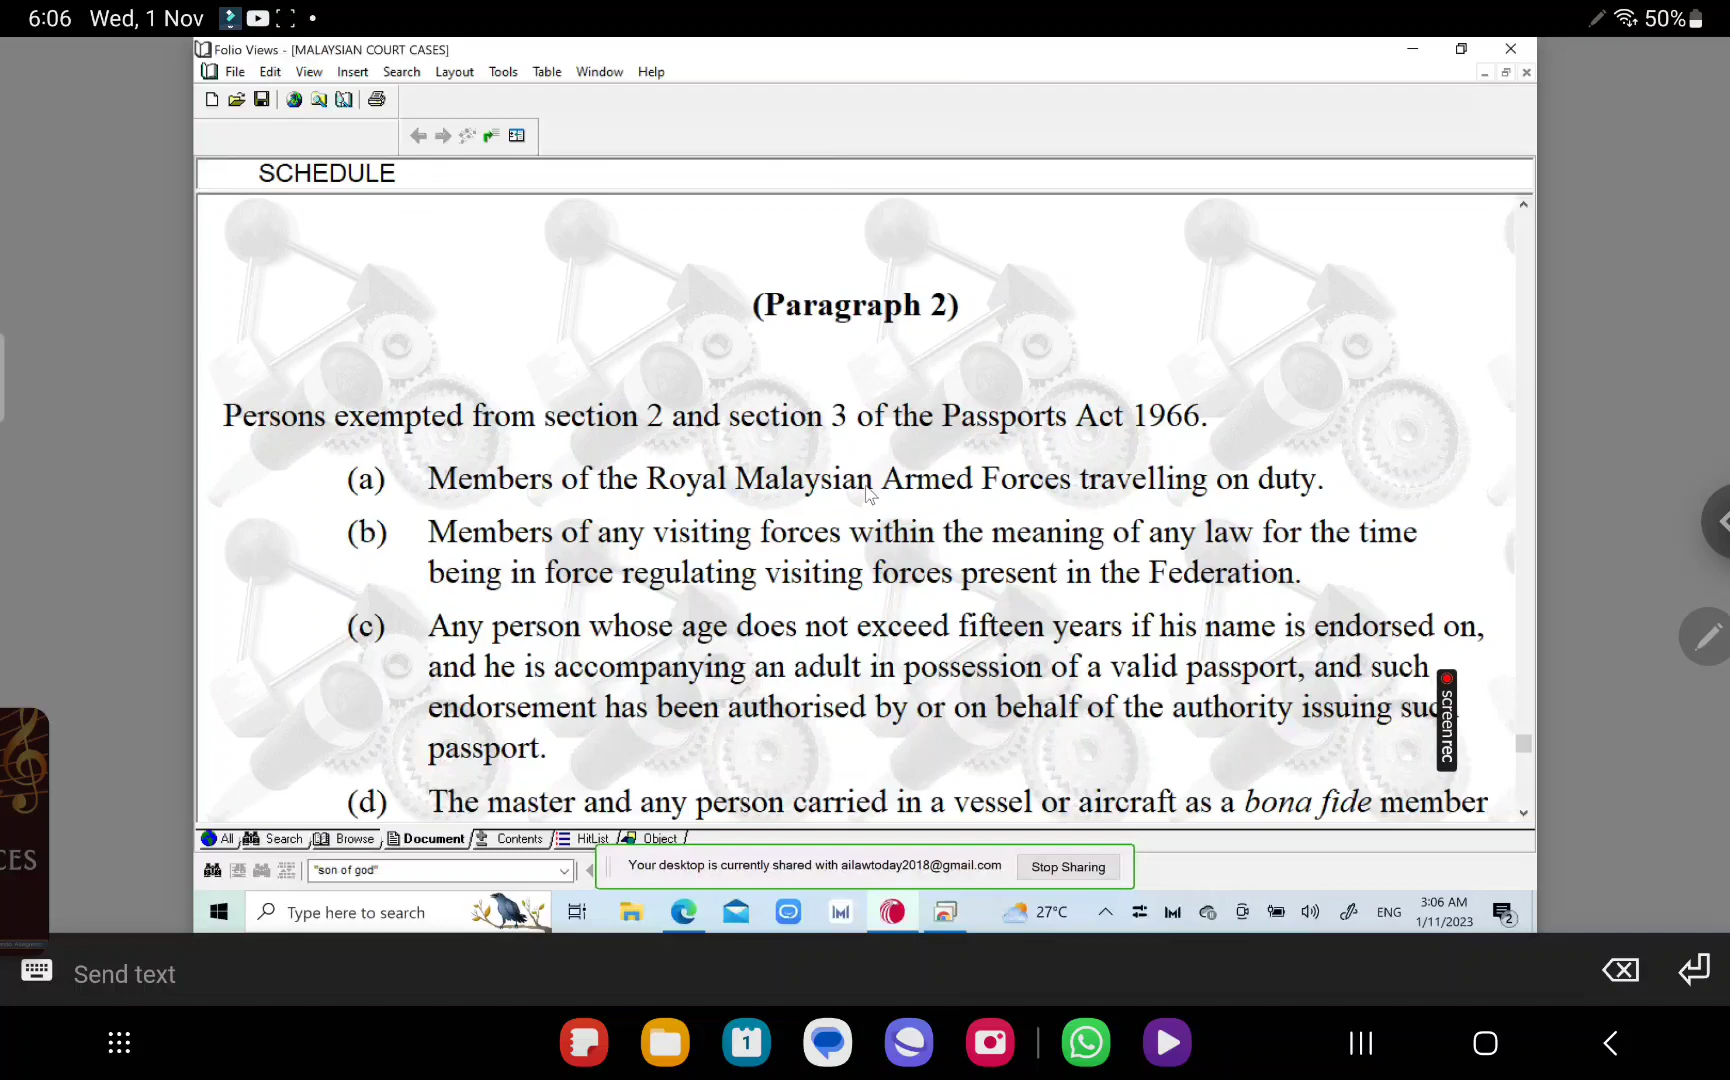 6:06 Wed, 1 Nov
50%
Folio Views - [MALAYSIAN COURT CASES]
File Edit View Insert Search Layout Tools Table Window Help
SCHEDULE
(Paragraph 2)
Persons exempted from section 2 and section 3 of the Passports Act 1966.
(a) Members of the Royal Malaysian Armed Forces travelling on duty.
(b) Members of any visiting forces within the meaning of any law for the time
being in force regulating visiting forces present in the Federation.
(c) Any person whose age does not exceed fifteen years if his name is endorsed on,
and he is accompanying an adult in possession of a valid passport, and such
endorsement has been authorised by or on behalf of the authority issuing such
passport.
screenrec
(d) The master and any person carried in a vessel or aircraft as a bona fide member
CES
All Search Browse Document Contents HitList Object
"son of god"
Your desktop is currently shared with ailawtoday2018@gmail.com Stop Sharing
Type here to search
27°C ENG 3:06 AM
1/11/2023
2
Send text
1